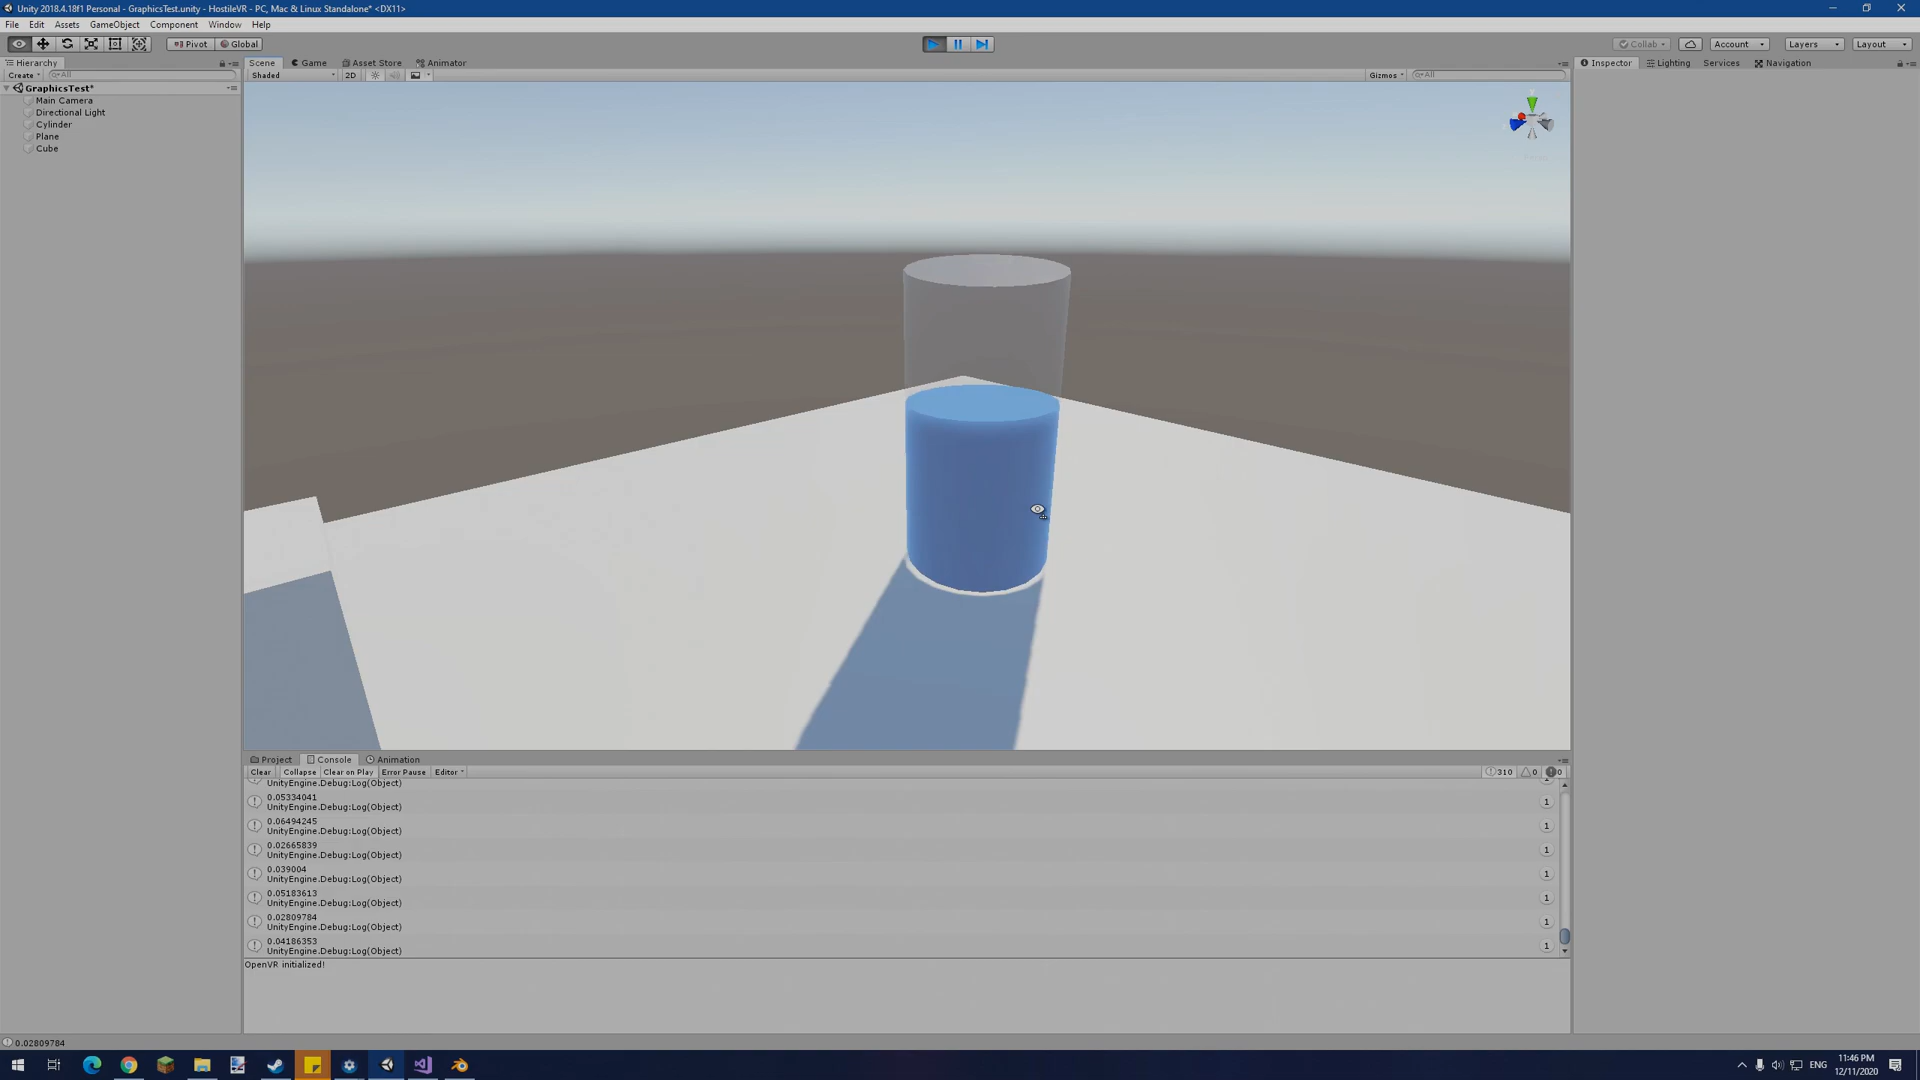 Unity 2018.4.18f1 Personal - GraphicsTest.unity - HostileVR - PC, Mac & Linux Standalone* <DX11>
File Edit Assets GameObject Component Window Help
Pivot Global Collab Account Layers Layout
Hierarchy Scene Game Asset Store Animator Inspector Lighting Services Navigation
Create All Shaded 2D Gizmos All
GraphicsTest*
Main Camera
Directional Light
Cylinder
Plane
Cube
Project Console Animation
Clear Collapse Clear on Play Error Pause Editor 310 0 0
UnityEngine.Debug:Log(Object)
0.05334041
UnityEngine.Debug:Log(Object) 1
0.06494245
UnityEngine.Debug:Log(Object) 1
0.02665839
UnityEngine.Debug:Log(Object) 1
0.039004
UnityEngine.Debug:Log(Object) 1
0.05183613
UnityEngine.Debug:Log(Object) 1
0.02809784
UnityEngine.Debug:Log(Object) 1
0.04186353
UnityEngine.Debug:Log(Object) 1
OpenVR initialized!
0.02809784
ENG 11:46 PM
12/11/2020